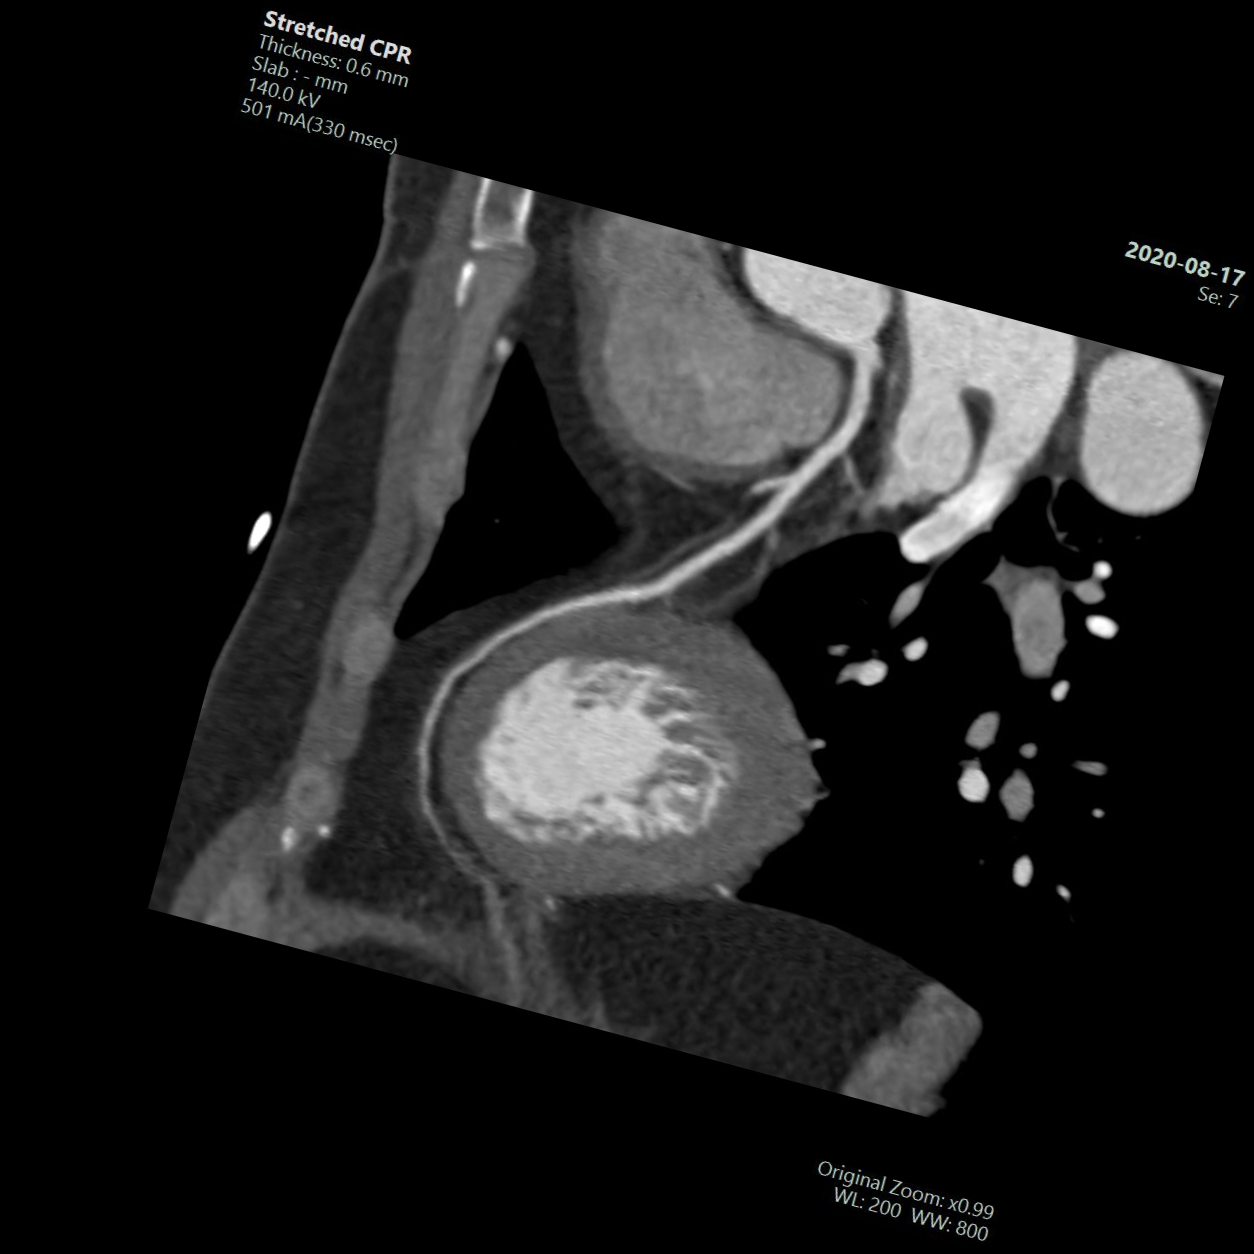 Stretched CPR
Thickness: 0.6 mm
Slab : - mm
140.0 kV
501 mA(330 msec)
2020-08-17
Se: 7
Original Zoom: x0.99
WL: 200 WW: 800